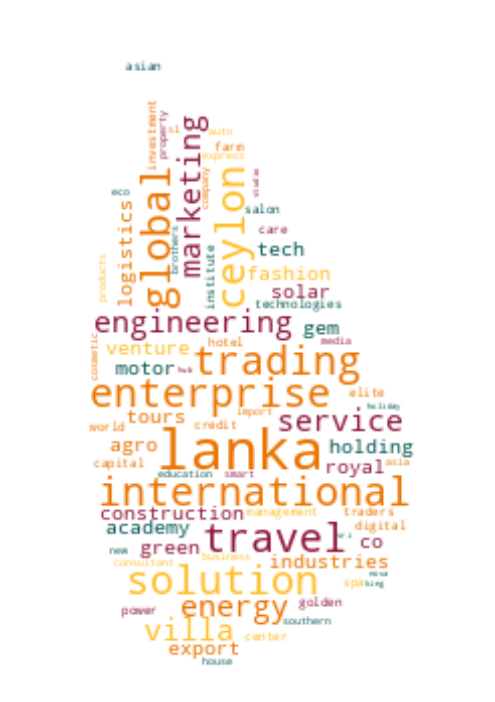 asian
investment
property
sl
marketing
auto
farm
express
company
global
ceylon
eco
logistics
brothers
institute
salon
care
tech
products
fashion
solar
technologies
engineering
gem
cosmetic
venture
hotel
media
trading
motor
hub
enterprise
elite
holiday
world
tours
import
credit
service
agro
lanka
holding
capital
education
smart
royal
asia
international
construction
management
traders
academy
travel
digital
new
green
co
consultant
business
industries
solution
spa
king
power
energy
golden
villa
southern
center
export
house